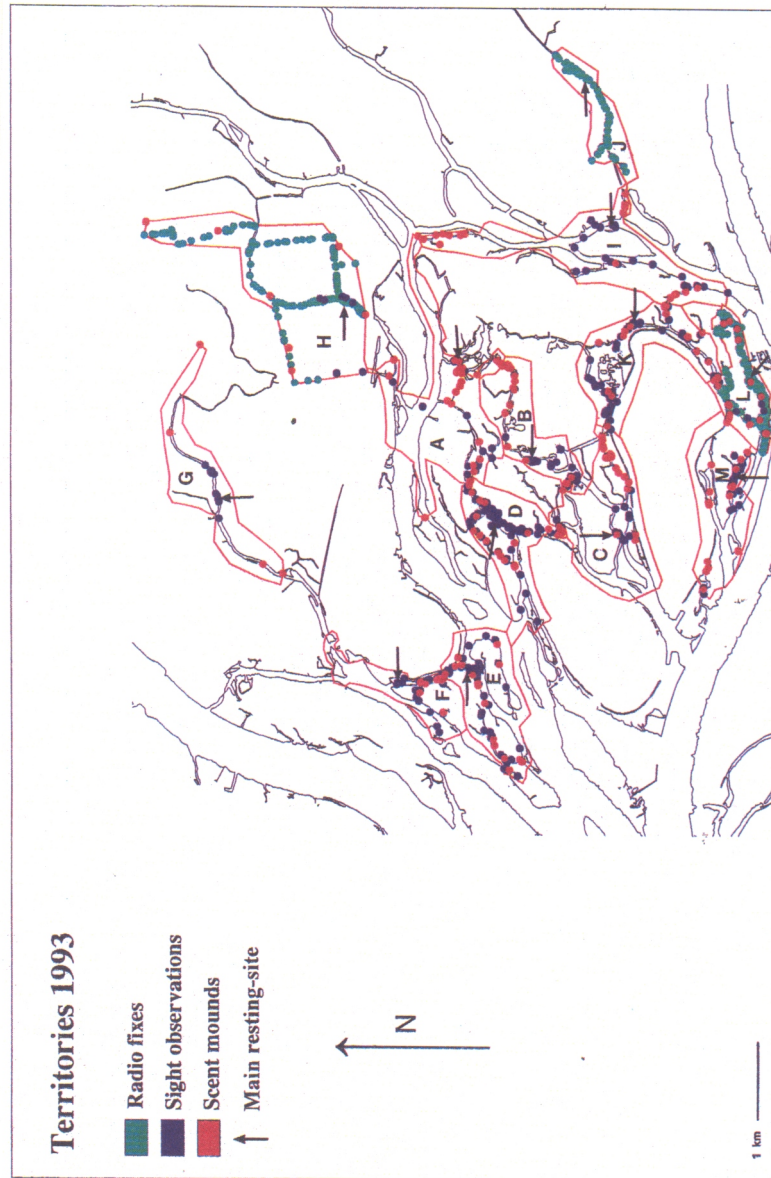 Territories 1993
Radio fixes
Sight observations
Scent mounds
Main resting-site
N
1 km
A
B
C
D
E
F
G
H
I
J
K
L
M